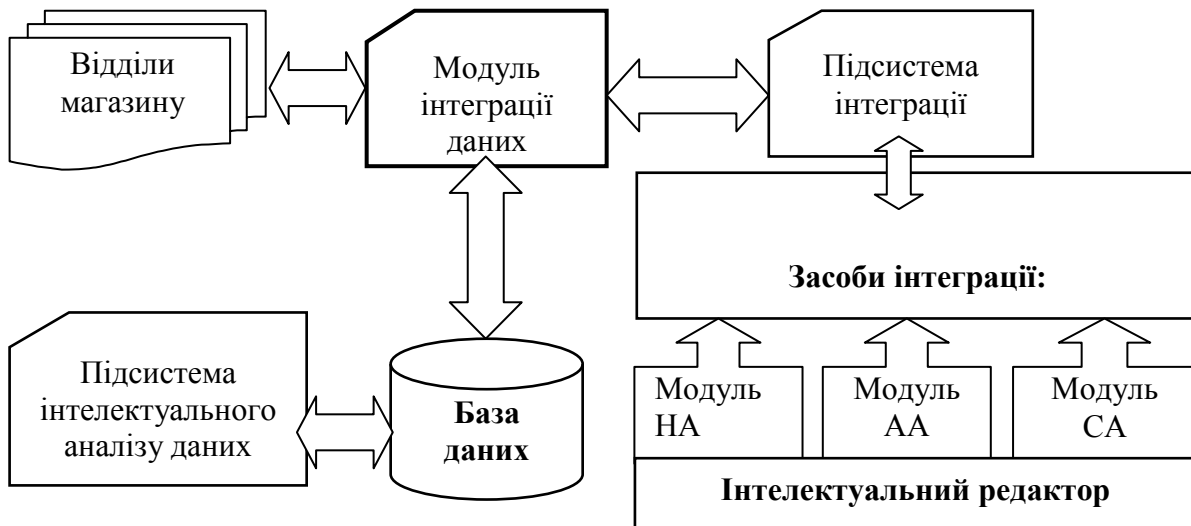 Відділи
магазину
Модуль
інтеграції
даних
Підсистема
інтеграції
Засоби інтеграції:
Підсистема
інтелектуального
аналізу даних
База
даних
Модуль
НА
Модуль
АА
Модуль
СА
Інтелектуальний редактор